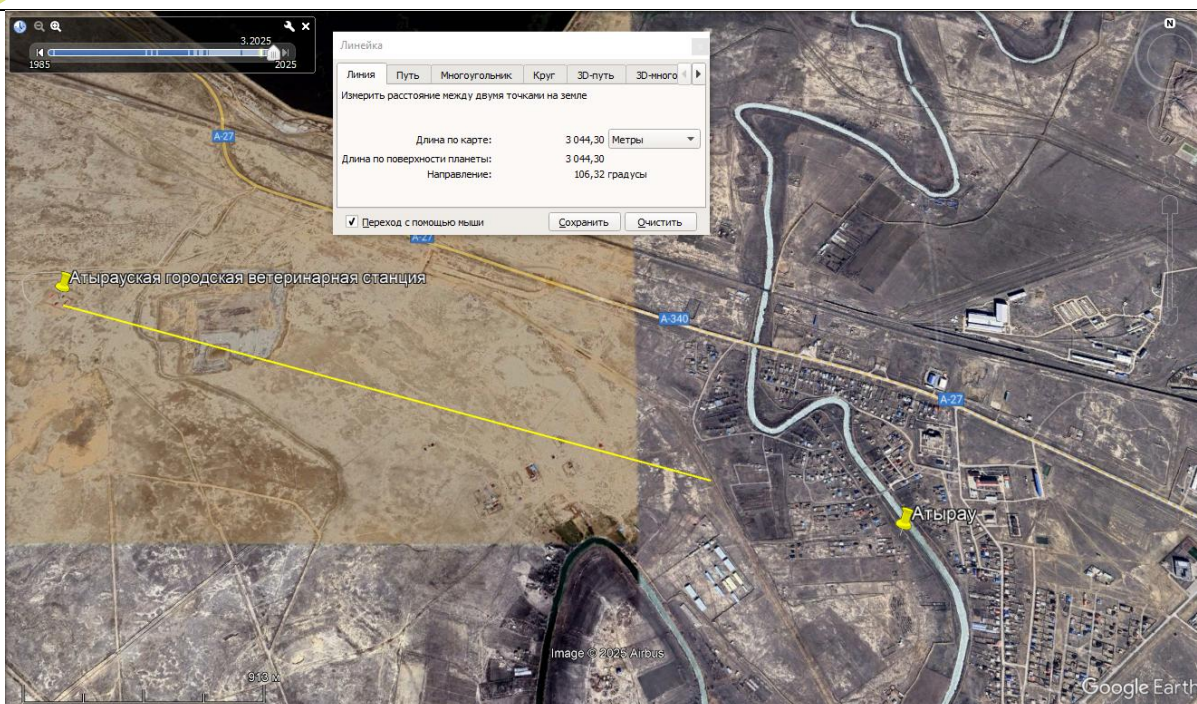 3.2025
1985
2025
Линейка
Линия
Путь
Многоугольник
Круг
3D-путь
3D-много
Измерить расстояние между двумя точками на земле
Длина по карте:
3 044,30
Метры
Длина по поверхности планеты:
3 044,30
Направление:
106,32 градусы
Переход с помощью мыши
Сохранить
Очистить
N
A-27
A-27
Атырауская городская ветеринарная станция
A-340
A-27
Атырау
Image © 2025 Airbus
913 м
Google Earth